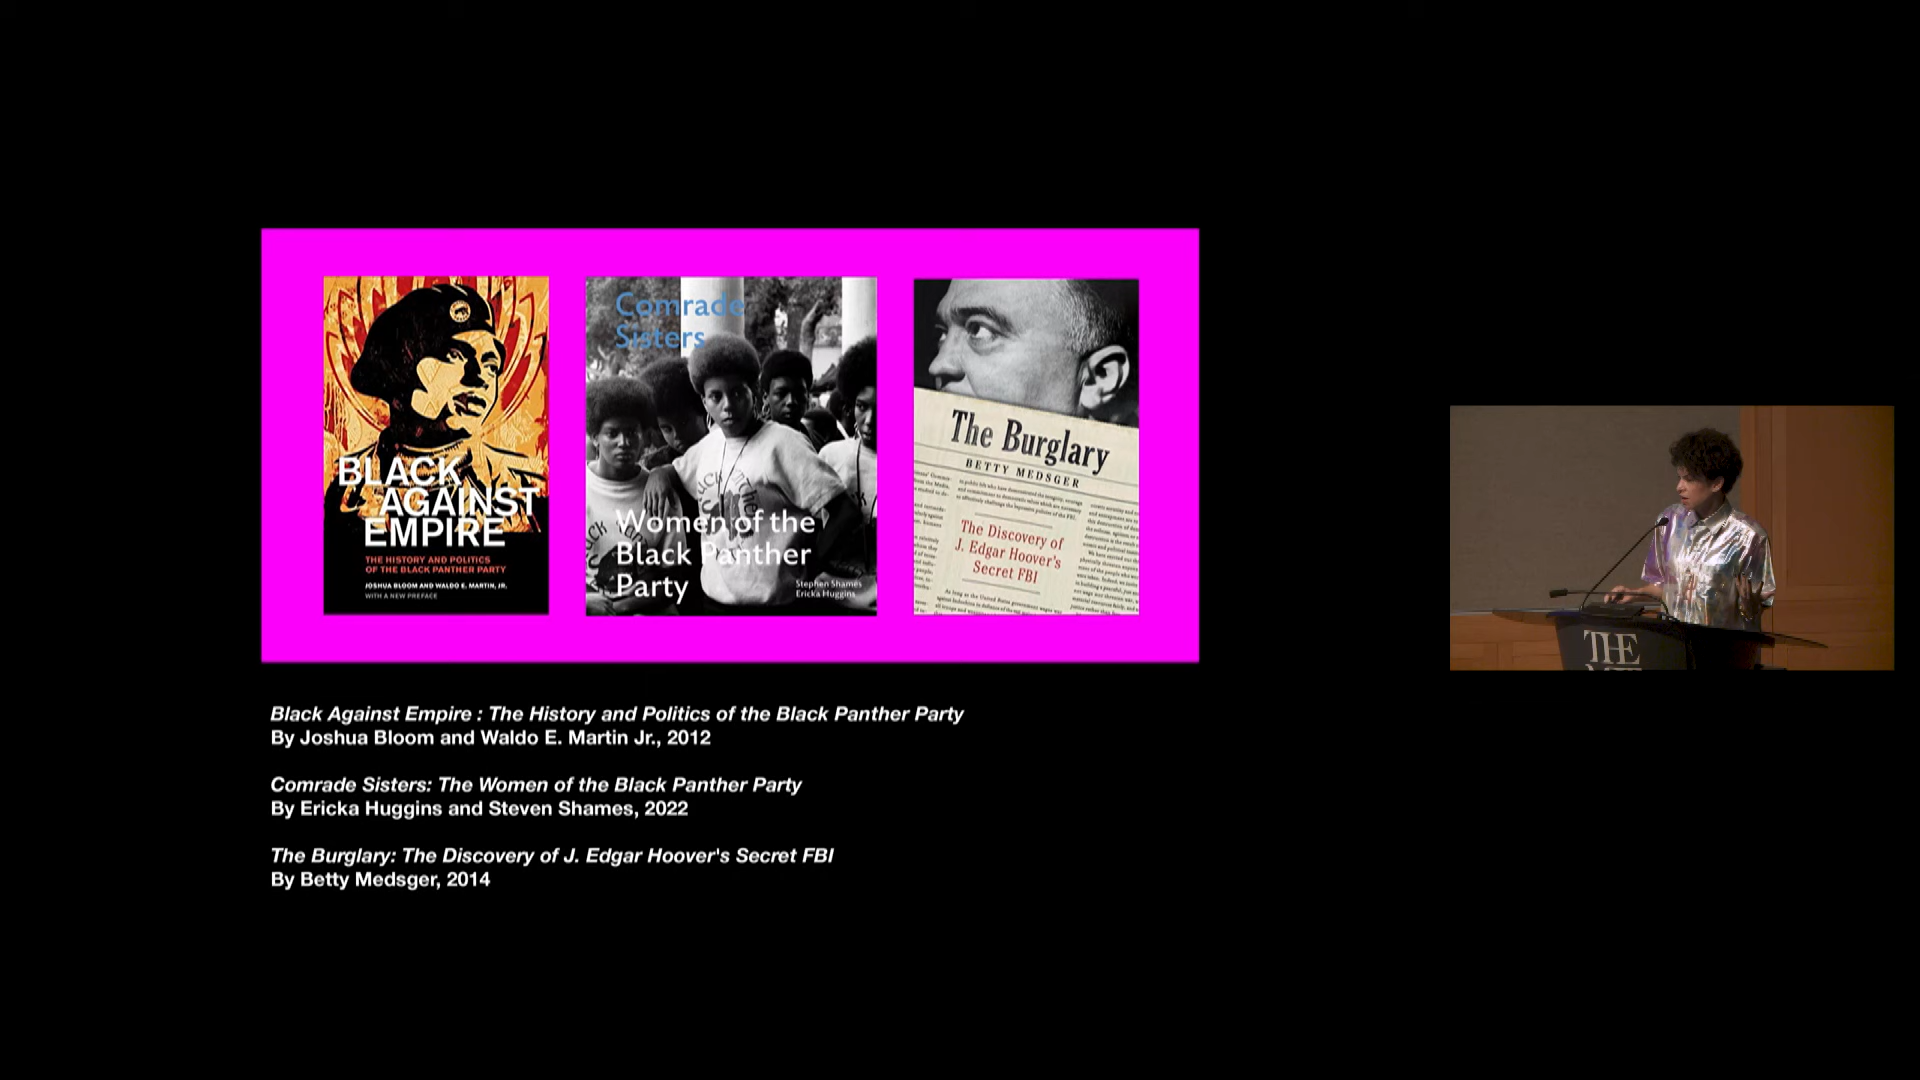 BLACK
AGAINST
EMPIRE
THE HISTORY AND POLITICS
OF THE BLACK PANTHER PARTY
JOSHUA BLOOM AND WALDO E. MARTIN, JR.
WITH A NEW PREFACE
Comrade
Sisters
Women of the
Black Panther
Party
Stephen Shames
Ericka Huggins
The Burglary
BETTY MEDSGER
The Discovery of
J. Edgar Hoover's
Secret FBI
THE
Black Against Empire : The History and Politics of the Black Panther Party
By Joshua Bloom and Waldo E. Martin Jr., 2012
Comrade Sisters: The Women of the Black Panther Party
By Ericka Huggins and Steven Shames, 2022
The Burglary: The Discovery of J. Edgar Hoover's Secret FBI
By Betty Medsger, 2014